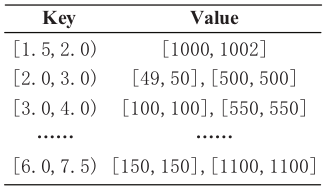 Key Value
[1.5, 2.0) [1000, 1002]
[2.0, 3.0) [49, 50], [500, 500]
[3.0, 4.0) [100, 100], [550, 550]
...... ......
[6.0, 7.5) [150, 150], [1100, 1100]